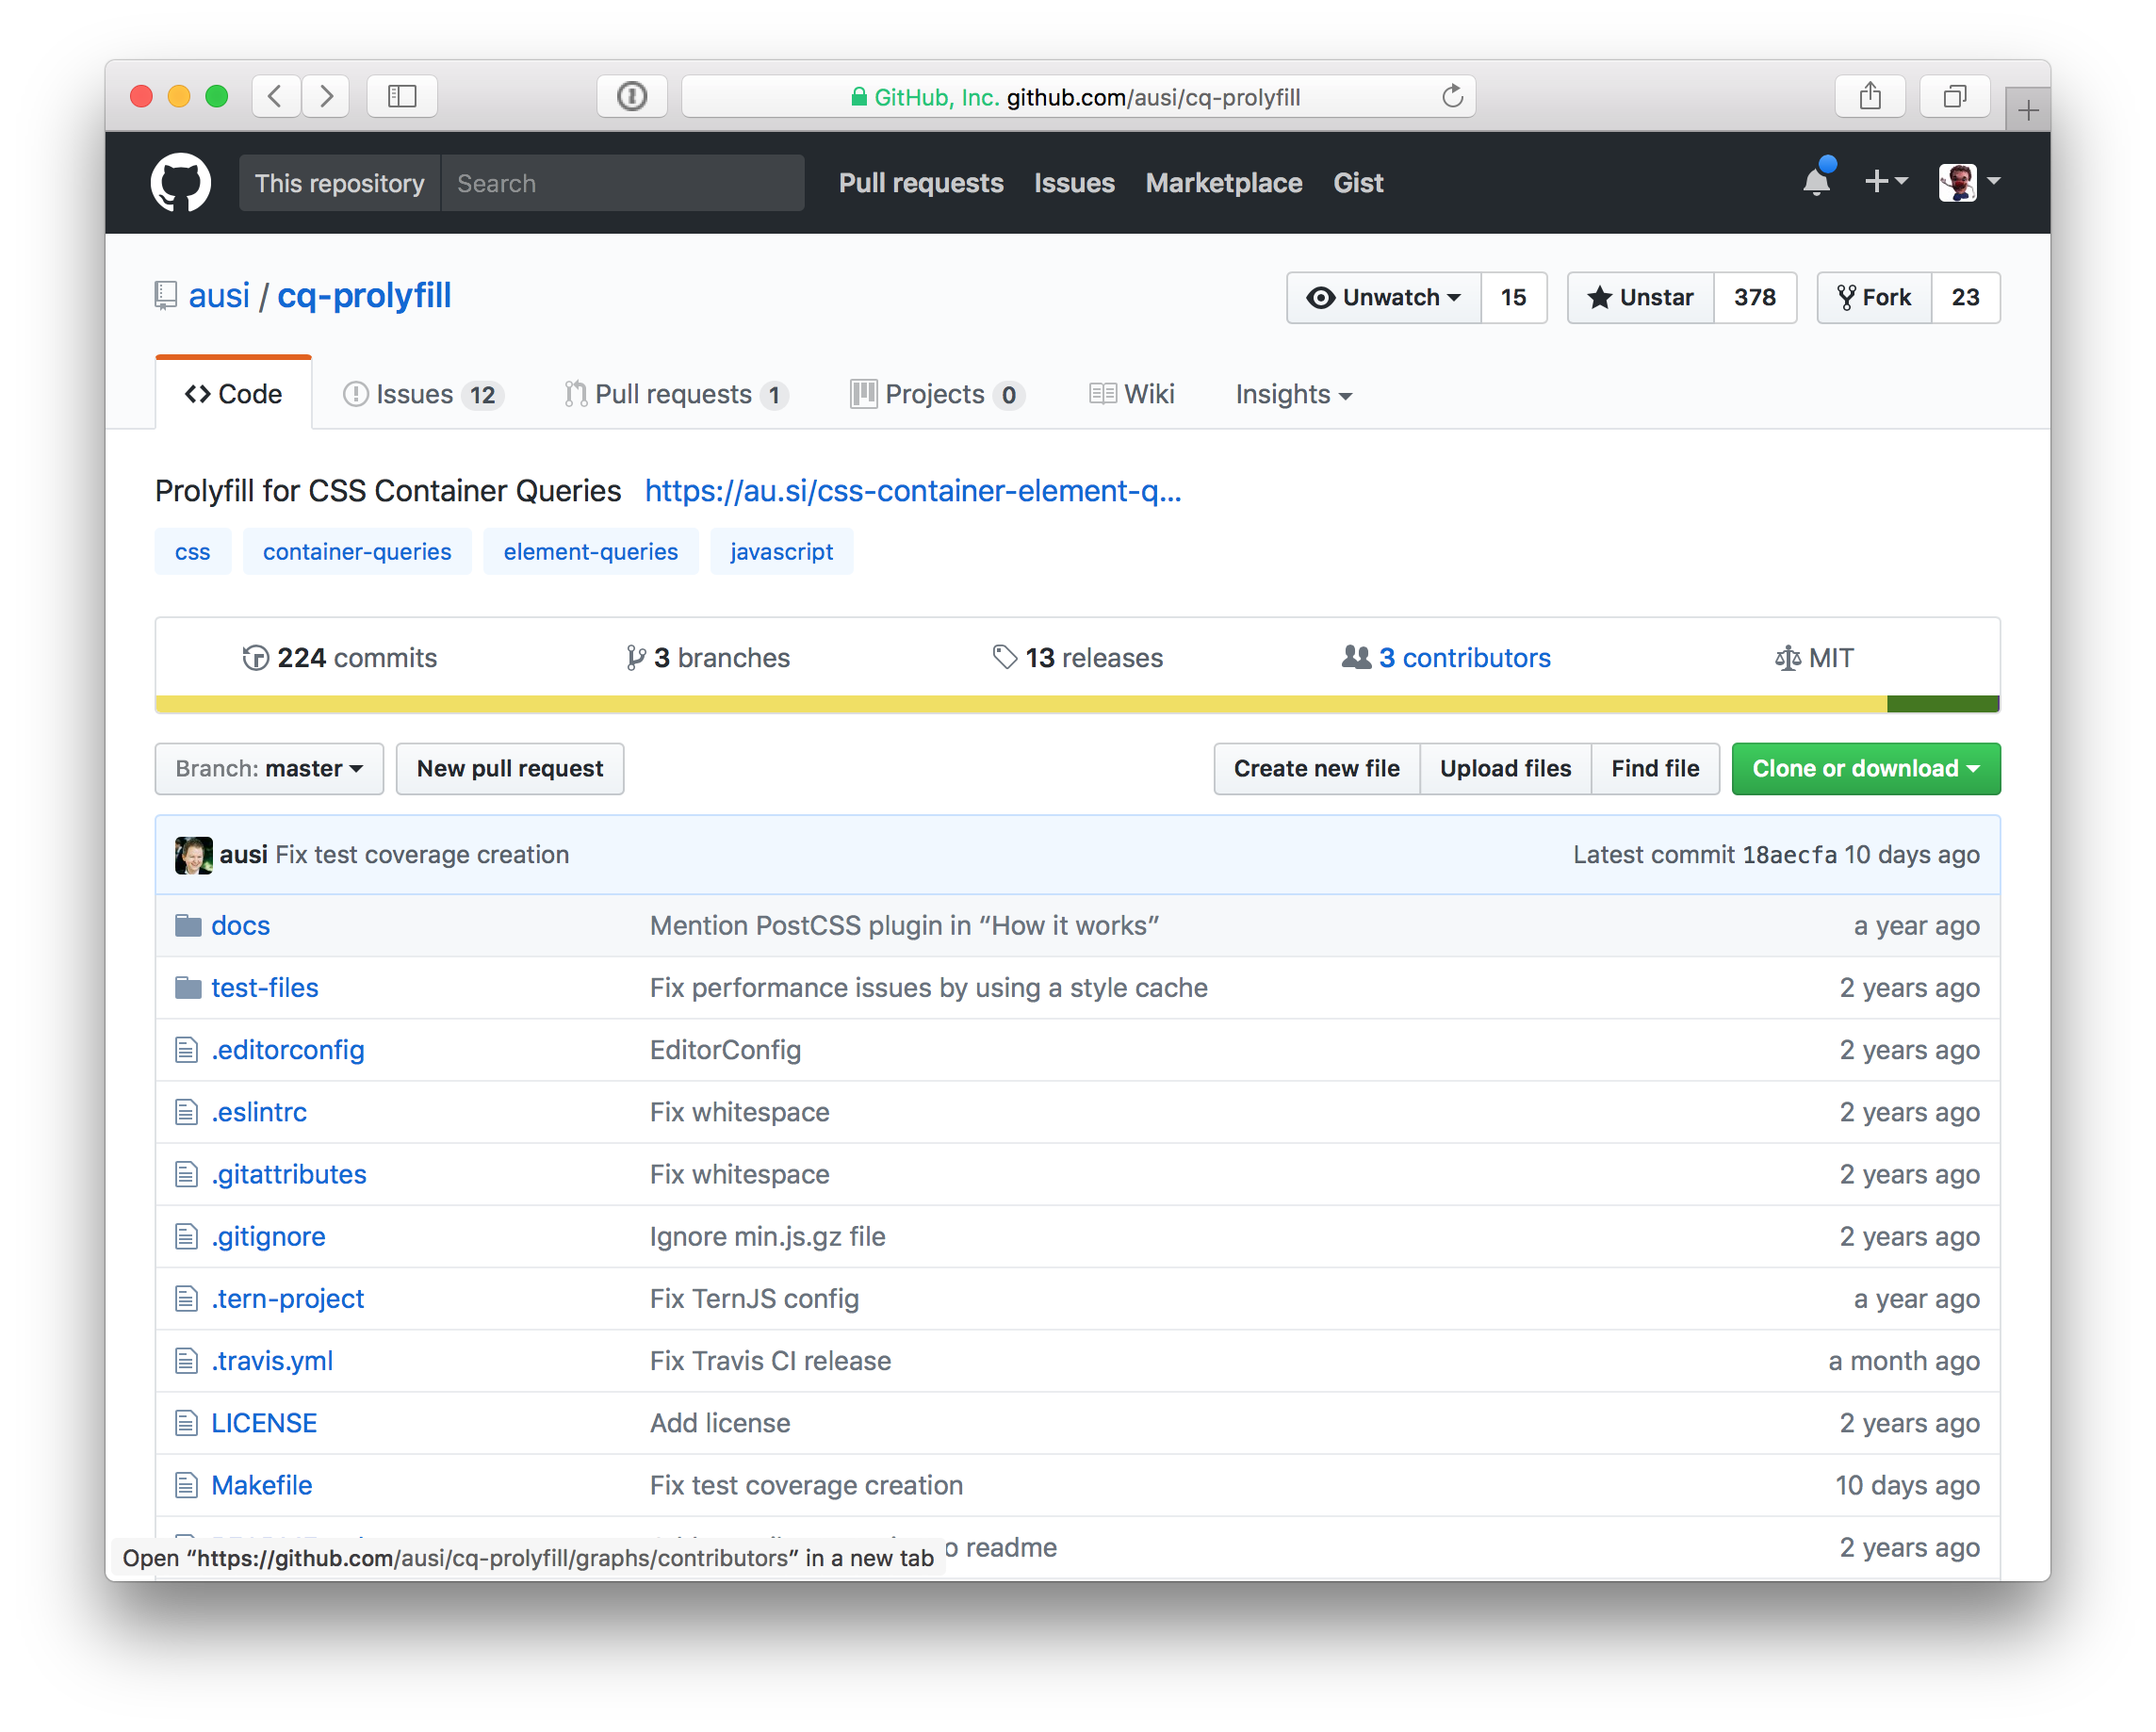 GitHub, Inc. github.com/ausi/cq-prolyfill
This repository Search Pull requests Issues Marketplace Gist
ausi / cq-prolyfill Unwatch 15 Unstar 378 Fork 23
Code Issues 12 Pull requests 1 Projects 0 Wiki Insights
Prolyfill for CSS Container Queries https://au.si/css-container-element-q...
css container-queries element-queries javascript
224 commits 3 branches 13 releases 3 contributors MIT
Branch: master New pull request Create new file Upload files Find file Clone or download
ausi Fix test coverage creation Latest commit 18aecfa 10 days ago
docs Mention PostCSS plugin in “How it works” a year ago
test-files Fix performance issues by using a style cache 2 years ago
.editorconfig EditorConfig 2 years ago
.eslintrc Fix whitespace 2 years ago
.gitattributes Fix whitespace 2 years ago
.gitignore Ignore min.js.gz file 2 years ago
.tern-project Fix TernJS config a year ago
.travis.yml Fix Travis CI release a month ago
LICENSE Add license 2 years ago
Makefile Fix test coverage creation 10 days ago
readme 2 years ago
Open “https://github.com/ausi/cq-prolyfill/graphs/contributors” in a new tab